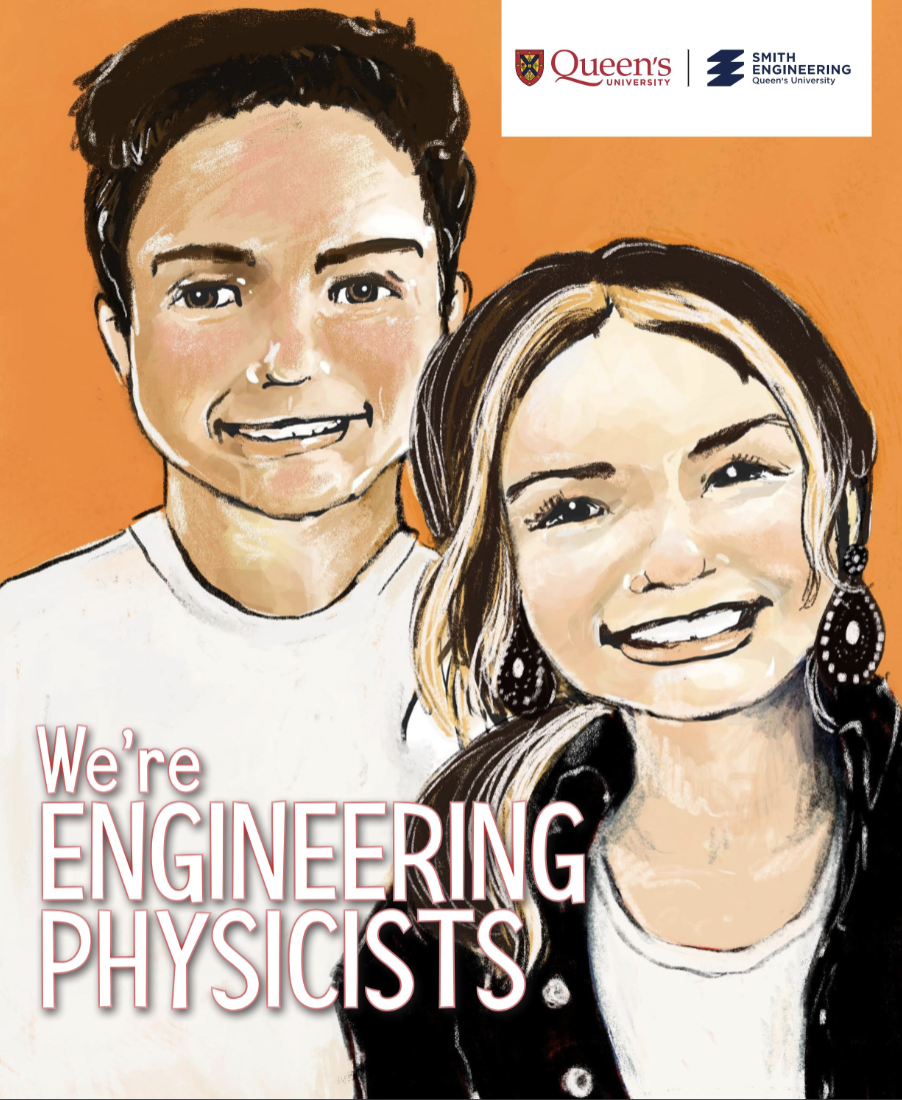 Queen's
UNIVERSITY
SMITH
ENGINEERING
Queen's University
We're
ENGINEERING
PHYSICISTS